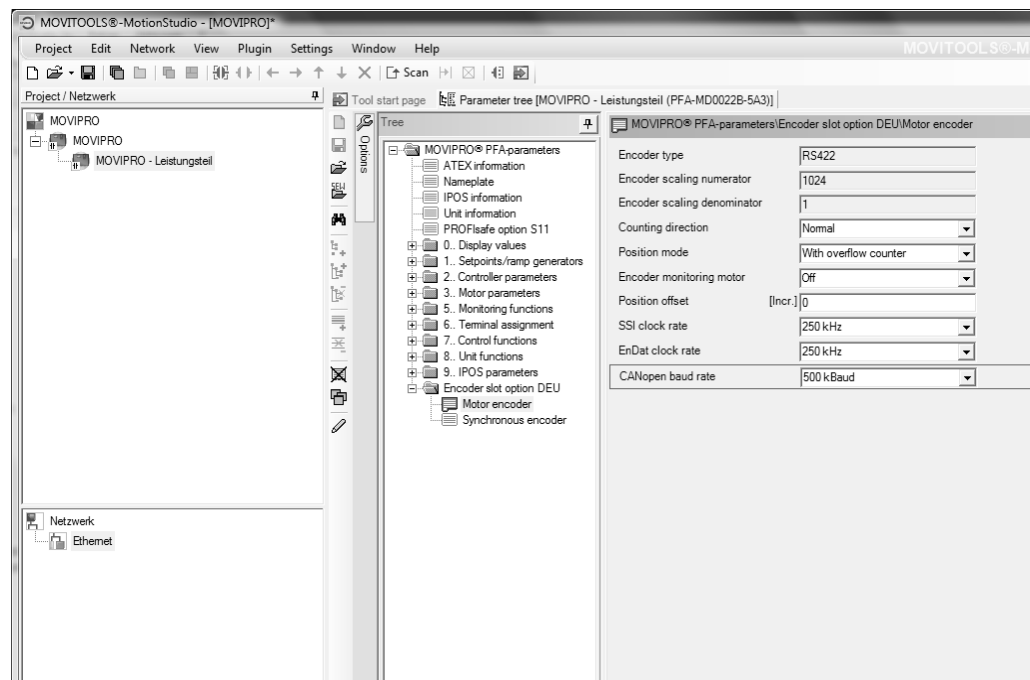 MOVITOOLS®-MotionStudio - [MOVIPRO]*
Project Edit Network View Plugin Settings Window Help
MOVITOOLS®-M
Scan
Project / Netzwerk
MOVIPRO
MOVIPRO
MOVIPRO - Leistungsteil
Netzwerk
Ethernet
Tool start page
Parameter tree [MOVIPRO - Leistungsteil (PFA-MD0022B-5A3)]
Options
SEW
Tree
MOVIPRO® PFA-parameters
ATEX information
Nameplate
IPOS information
Unit information
PROFIsafe option S11
0.. Display values
1.. Setpoints/ramp generators
2.. Controller parameters
3.. Motor parameters
5.. Monitoring functions
6.. Terminal assignment
7.. Control functions
8.. Unit functions
9.. IPOS parameters
Encoder slot option DEU
Motor encoder
Synchronous encoder
MOVIPRO® PFA-parameters\Encoder slot option DEU\Motor encoder
Encoder type RS422
Encoder scaling numerator 1024
Encoder scaling denominator 1
Counting direction Normal
Position mode With overflow counter
Encoder monitoring motor Off
Position offset [Incr.] 0
SSI clock rate 250 kHz
EnDat clock rate 250 kHz
CANopen baud rate 500 kBaud